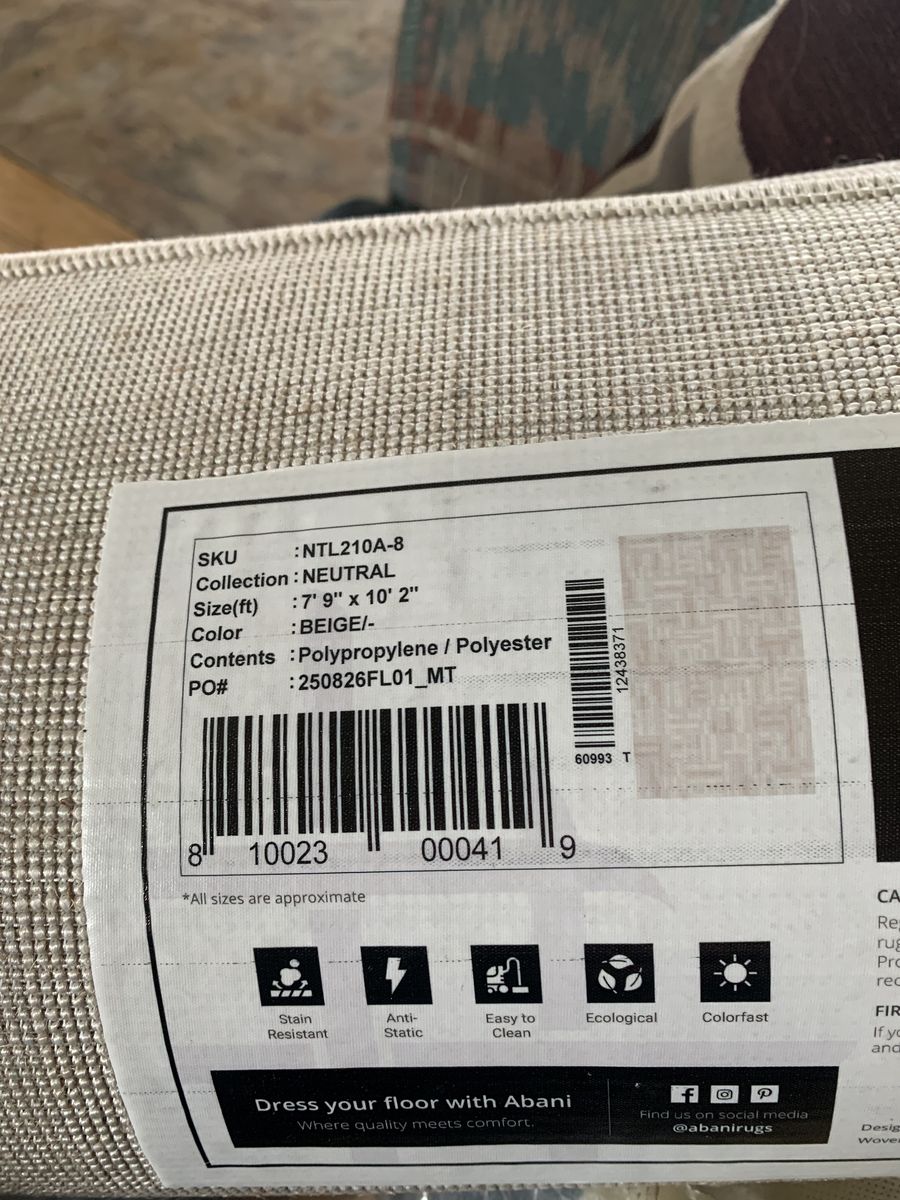 SKU : NTL210A-8
Collection : NEUTRAL
Size(ft) : 7' 9" x 10' 2"
Color : BEIGE/-
Contents : Polypropylene / Polyester
PO# : 250826FL01_MT
12438371
60993 T
8 10023 00041 9
*All sizes are approximate
Stain Resistant
Anti-Static
Easy to Clean
Ecological
Colorfast
Dress your floor with Abani
Where quality meets comfort.
Find us on social media
@abanirugs